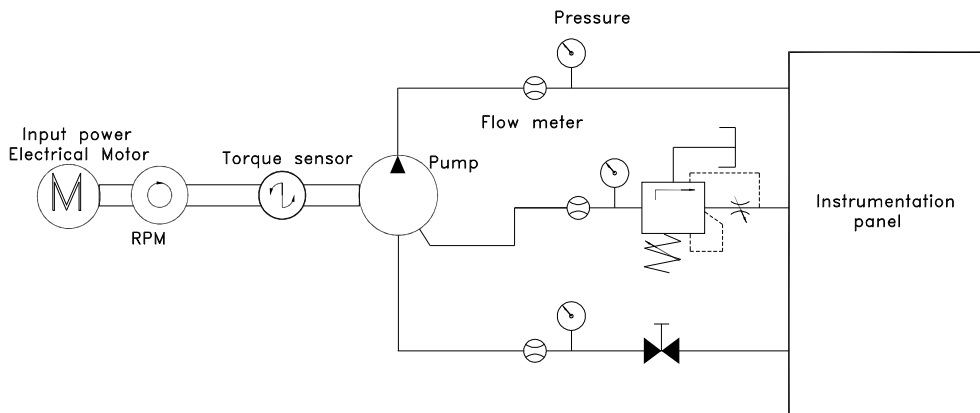 Pressure
Flow meter
Input power
Electrical Motor
Torque sensor
Pump
M
RPM
Instrumentation
panel